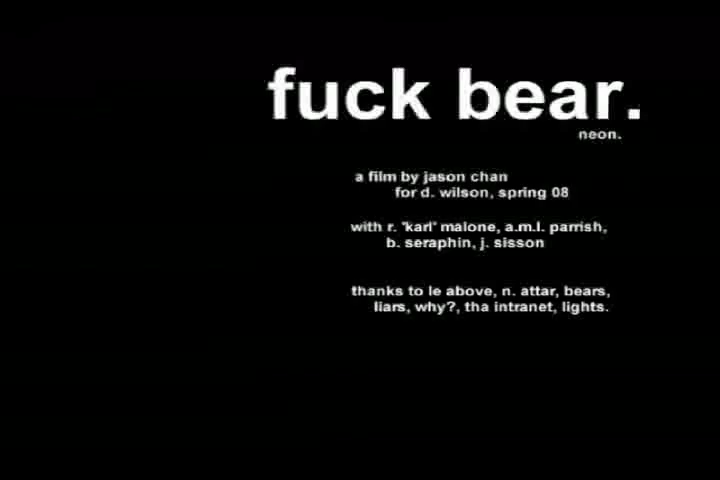 fuck bear.
neon.
a film by jason chan
for d. wilson, spring 08
with r. "karl" malone, a.m.l. parrish,
b. seraphin, j. sisson
thanks to le above, n. attar, bears,
liars, why?, tha intranet, lights.